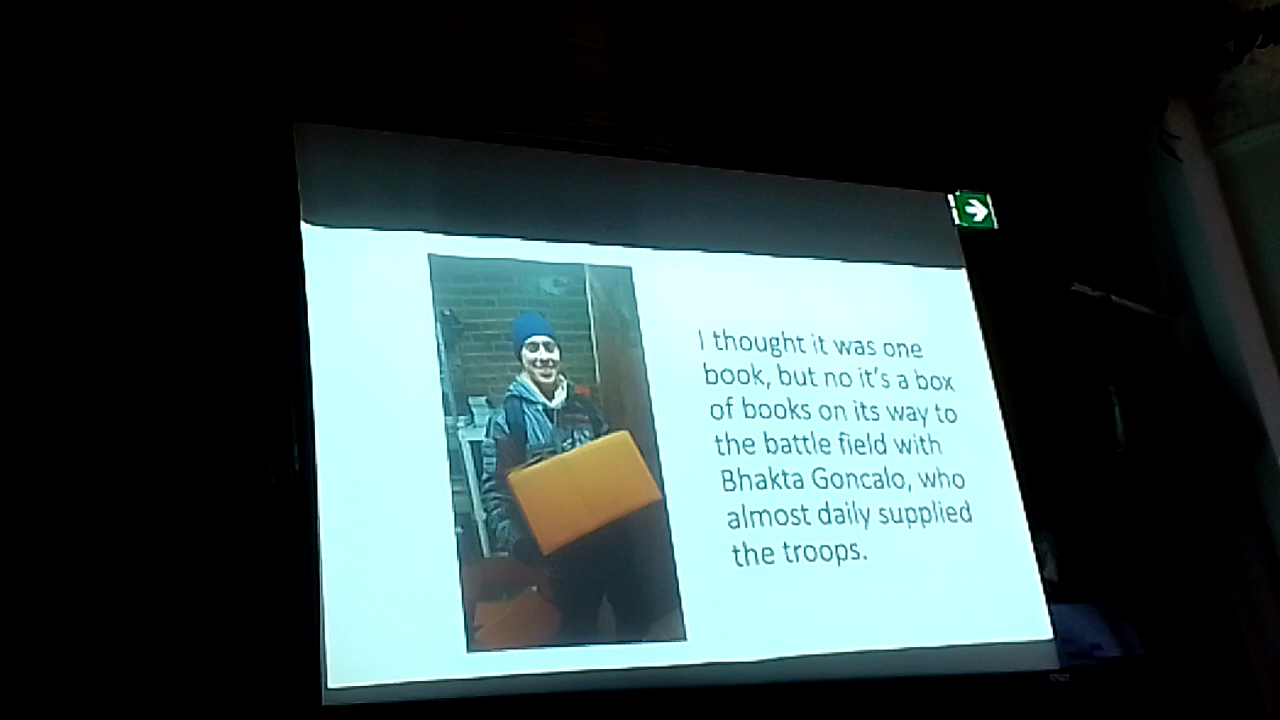 I thought it was one
book, but no it's a box
of books on its way to
the battle field with
Bhakta Goncalo, who
almost daily supplied
the troops.